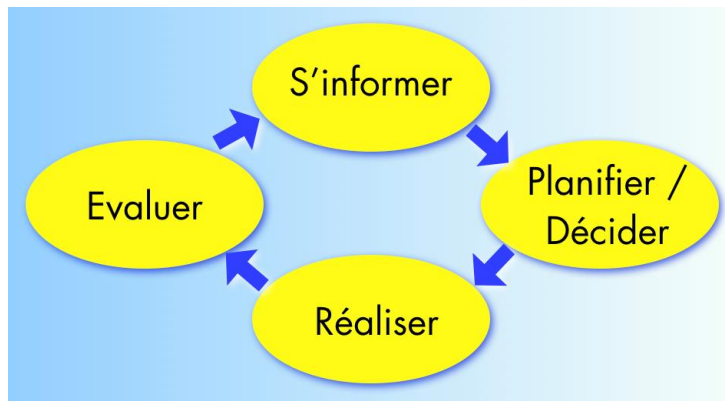 S'informer
Planifier /
Décider
Réaliser
Evaluer